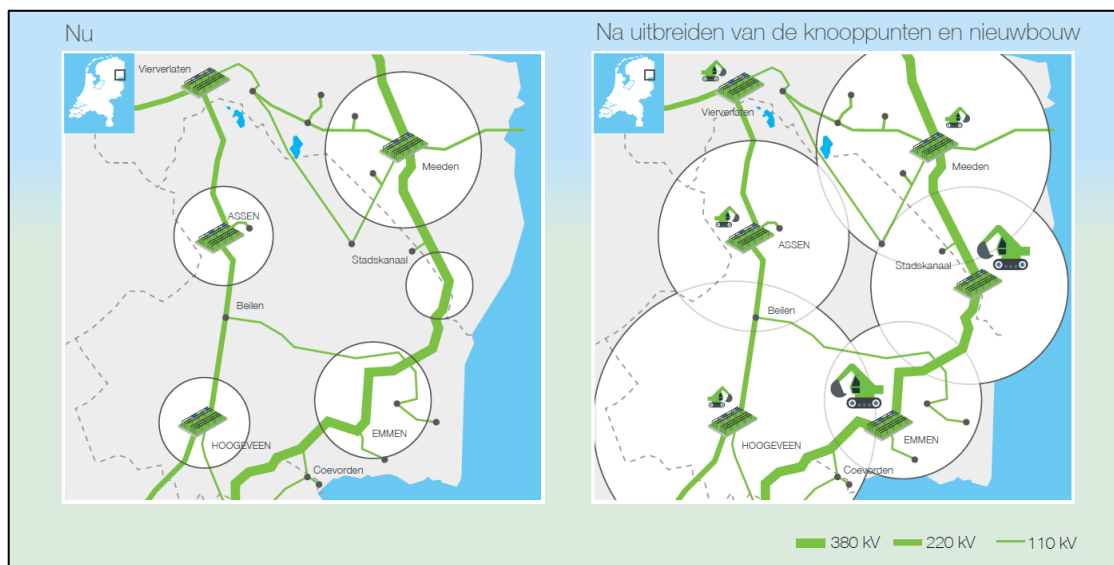 Nu
Vierverlaten
Meeden
ASSEN
Stadskanaal
Beilen
HOOGEVEEN
EMMEN
Coevorden
Na uitbreiden van de knooppunten en nieuwbouw
Vierverlaten
Meeden
ASSEN
Stadskanaal
Beilen
HOOGEVEEN
EMMEN
Coevorden
380 kV 220 kV 110 kV